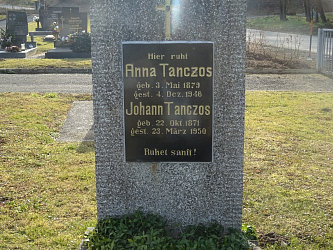 Hier ruht
Anna Tanczos
geb. 3. Mai 1873
gest. 4. Dez. 1946
Johann Tanczos
geb. 22. Okt. 1871
gest. 23. März 1950
Ruhet sanft!